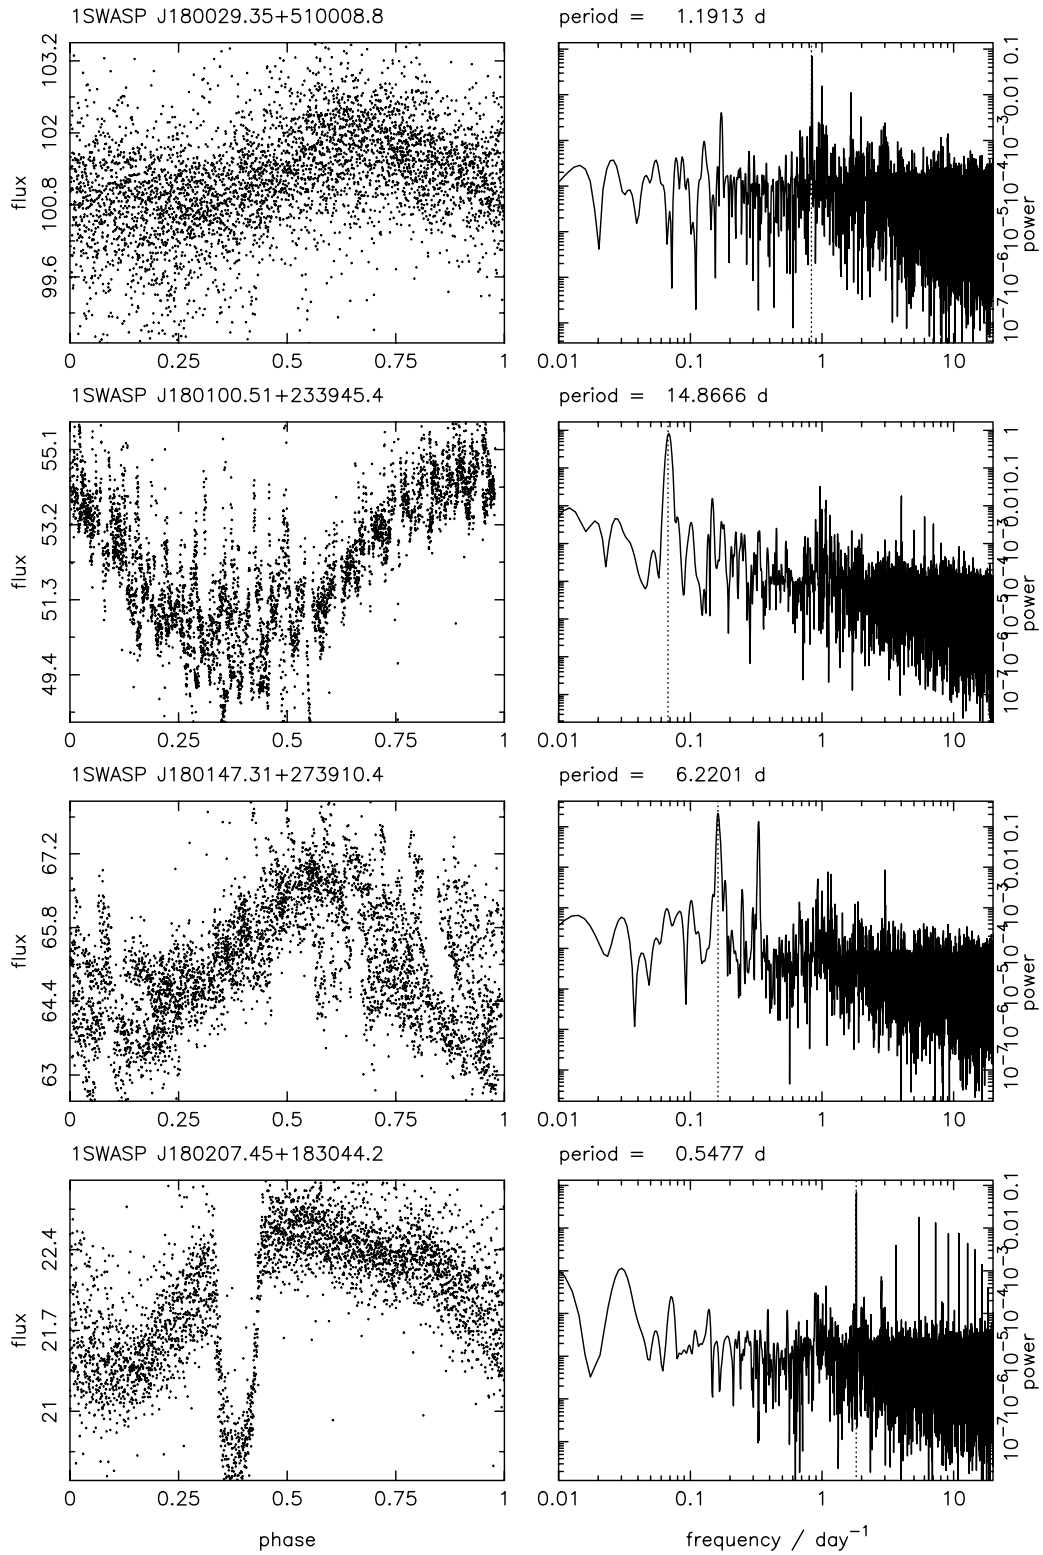 1SWASP J180029.35+510008.8
period = 1.1913 d
103.2
102
100.8
99.6
flux
0 0.25 0.5 0.75 1
0.1
0.01
10−3
10−4
10−5
10−6
10−7
power
0.01 0.1 1 10
1SWASP J180100.51+233945.4
period = 14.8666 d
55.1
53.2
51.3
49.4
flux
0 0.25 0.5 0.75 1
1
0.1
0.01
10−3
10−4
10−5
10−6
10−7
power
0.01 0.1 1 10
1SWASP J180147.31+273910.4
period = 6.2201 d
67.2
65.8
64.4
63
flux
0 0.25 0.5 0.75 1
0.1
0.01
10−3
10−4
10−5
10−6
10−7
power
0.01 0.1 1 10
1SWASP J180207.45+183044.2
period = 0.5477 d
22.4
21.7
21
flux
0 0.25 0.5 0.75 1
phase
0.1
0.01
10−3
10−4
10−5
10−6
10−7
power
0.01 0.1 1 10
frequency / day−1